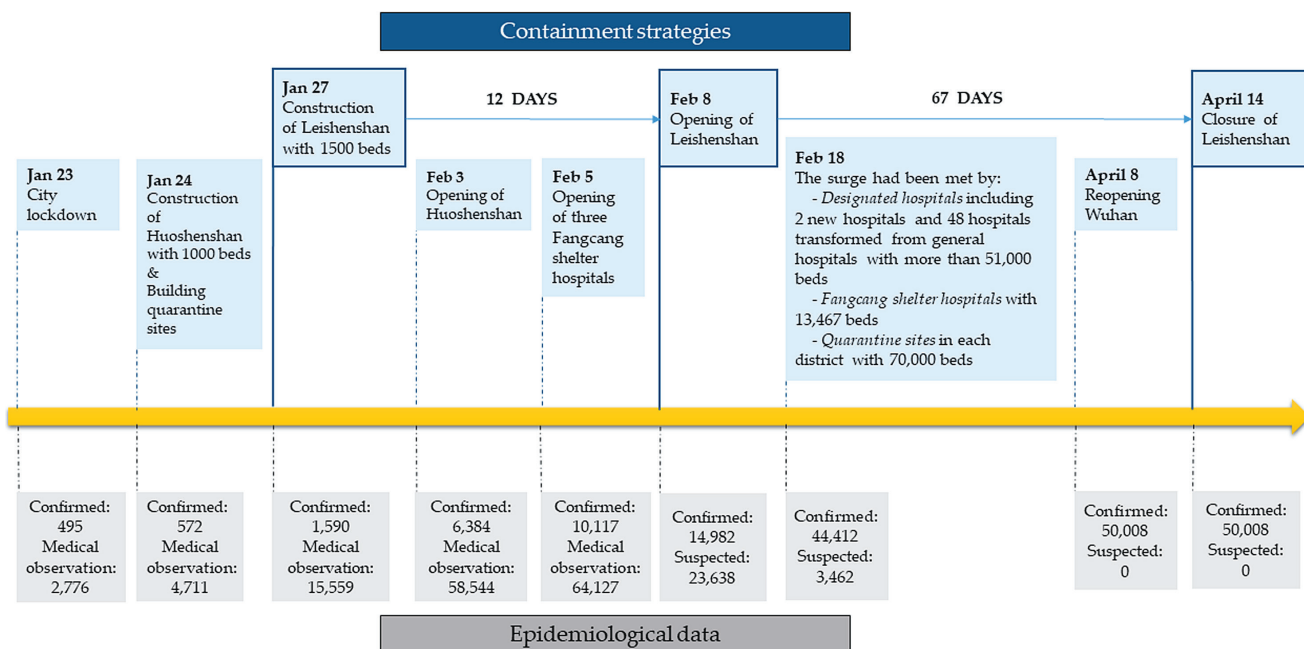 Containment strategies
Jan 27
Construction
of Leishenshan
with 1500 beds
12 DAYS
Feb 8
Opening of
Leishenshan
67 DAYS
April 14
Closure of
Leishenshan
Jan 23
City
lockdown
Jan 24
Construction
of
Huoshenshan
with 1000 beds
&
Building
quarantine
sites
Feb 3
Opening of
Huoshenshan
Feb 5
Opening
of three
Fangcang
shelter
hospitals
Feb 18
The surge had been met by:
- Designated hospitals including
2 new hospitals and 48 hospitals
transformed from general
hospitals with more than 51,000
beds
- Fangcang shelter hospitals with
13,467 beds
- Quarantine sites in each
district with 70,000 beds
April 8
Reopening
Wuhan
Confirmed:
495
Medical
observation:
2,776
Confirmed:
572
Medical
observation:
4,711
Confirmed:
1,590
Medical
observation:
15,559
Confirmed:
6,384
Medical
observation:
58,544
Confirmed:
10,117
Medical
observation:
64,127
Confirmed:
14,982
Suspected:
23,638
Confirmed:
44,412
Suspected:
3,462
Confirmed:
50,008
Suspected:
0
Confirmed:
50,008
Suspected:
0
Epidemiological data